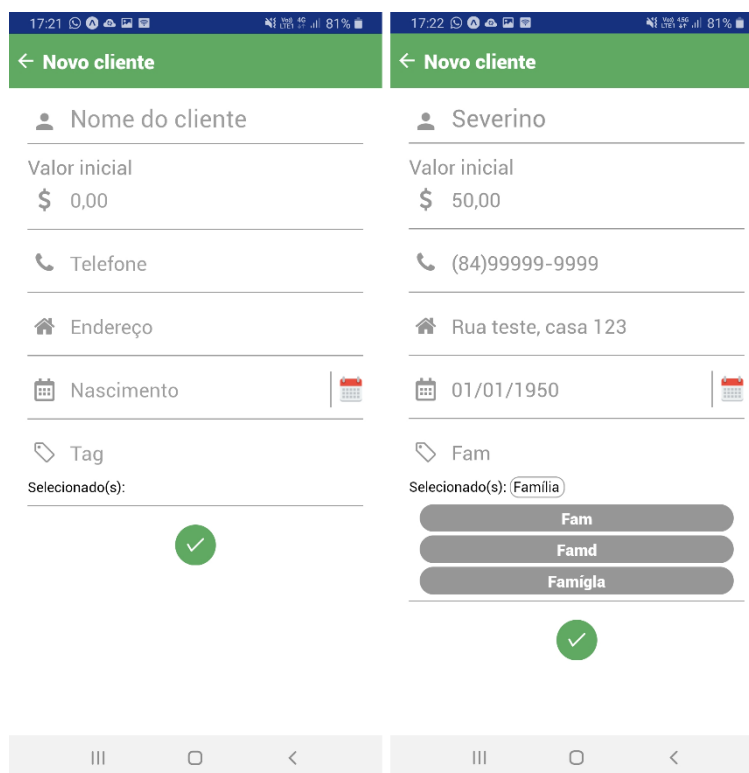 17:21
81%
Novo cliente
Nome do cliente
Valor inicial
$ 0,00
Telefone
Endereço
Nascimento
Tag
Selecionado(s):
17:22
81%
Novo cliente
Severino
Valor inicial
$ 50,00
(84)99999-9999
Rua teste, casa 123
01/01/1950
Fam
Selecionado(s): Família
Fam
Famd
Famígla